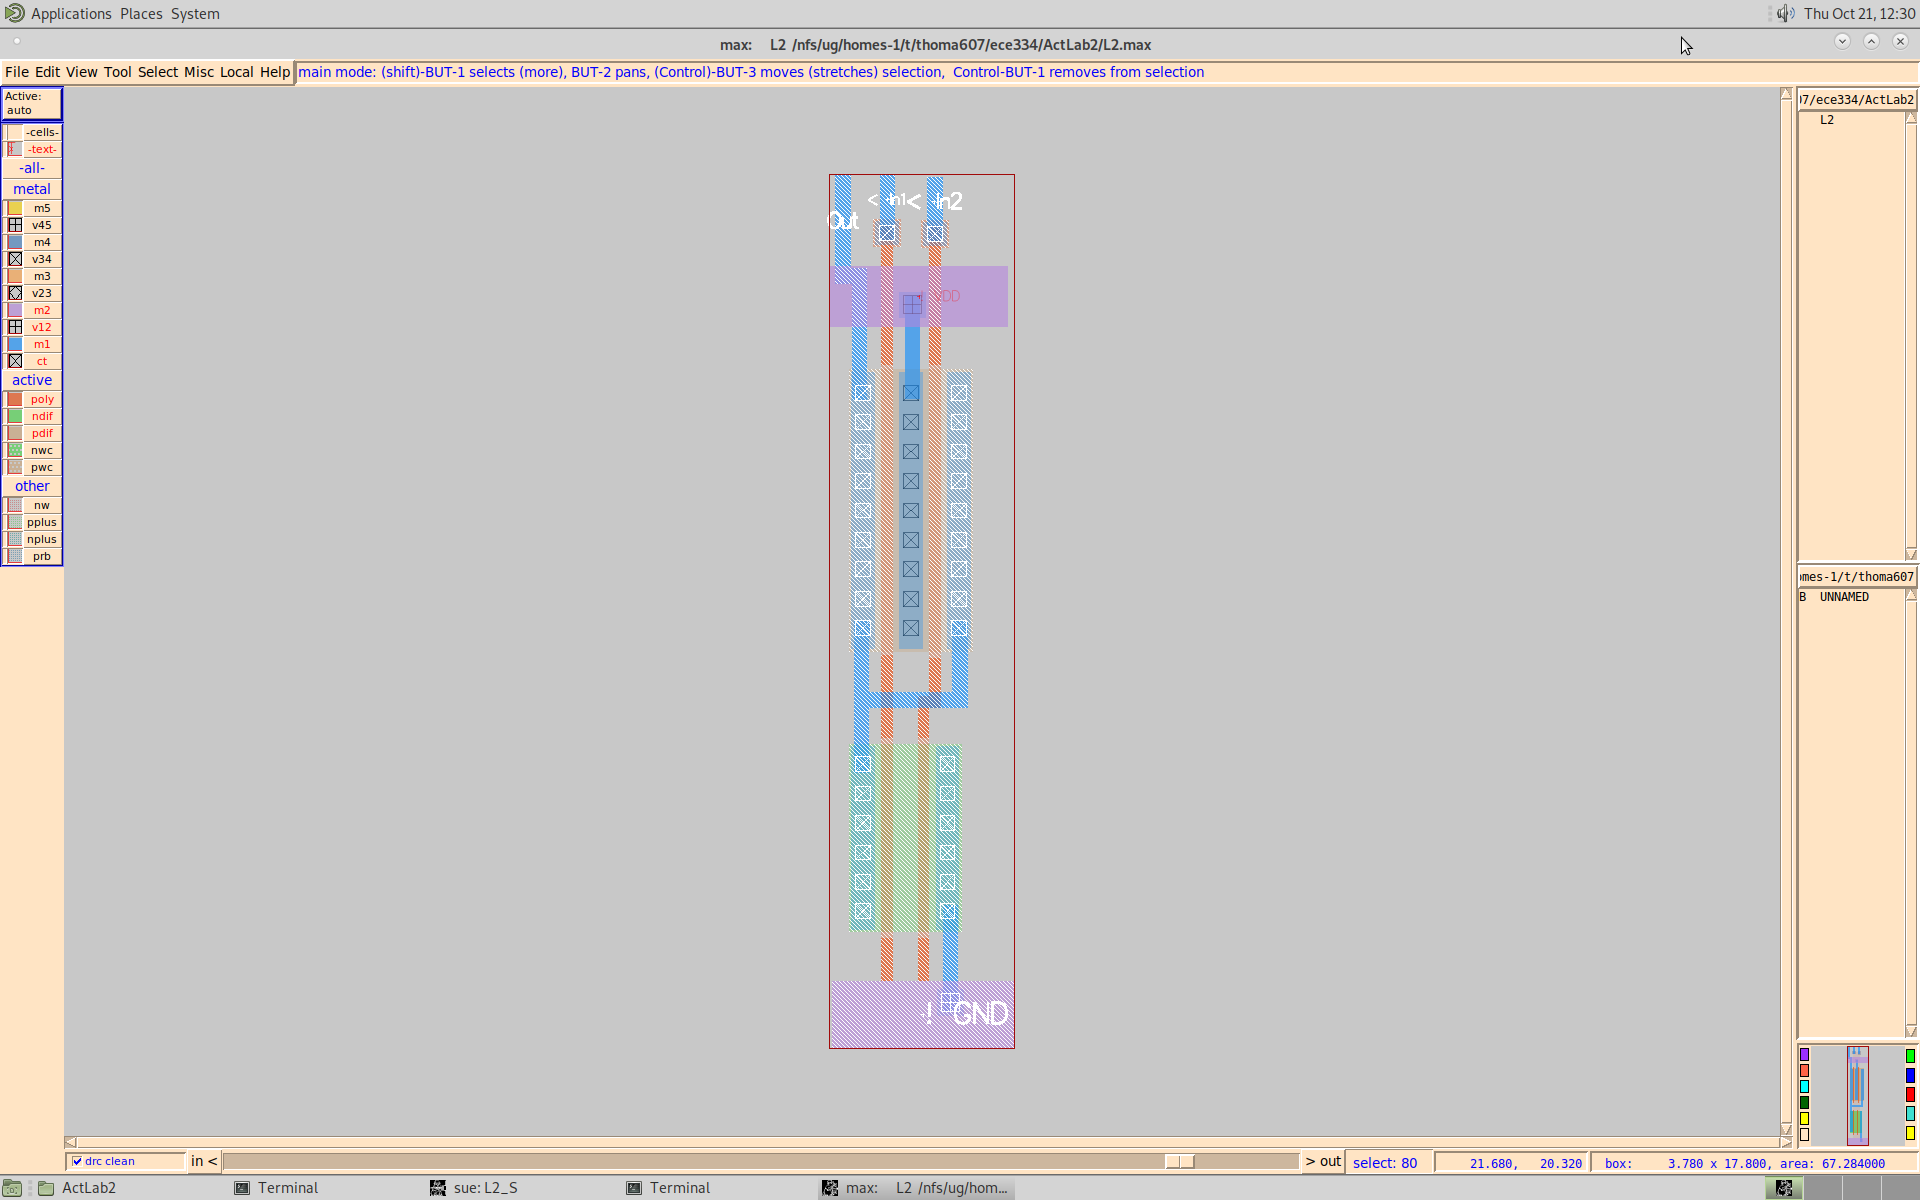 Applications Places System
Thu Oct 21, 12:30
max: L2 /nfs/ug/homes-1/t/thoma607/ece334/ActLab2/L2.max
File Edit View Tool Select Misc Local Help
main mode: (shift)-BUT-1 selects (more), BUT-2 pans, (Control)-BUT-3 moves (stretches) selection, Control-BUT-1 removes from selection
Active:
auto
-cells-
-text-
-all-
metal
m5
v45
m4
v34
m3
v23
m2
v12
m1
ct
active
poly
ndif
pdif
nwc
pwc
other
nw
pplus
nplus
prb
< In1 < In2
Out
VDD
! GND
)7/ece334/ActLab2
L2
omes-1/t/thoma607
B UNNAMED
drc clean
in <
> out
select: 80
21.680, 20.320
box: 3.780 x 17.800, area: 67.284000
ActLab2
Terminal
sue: L2_S
Terminal
max: L2 /nfs/ug/hom...